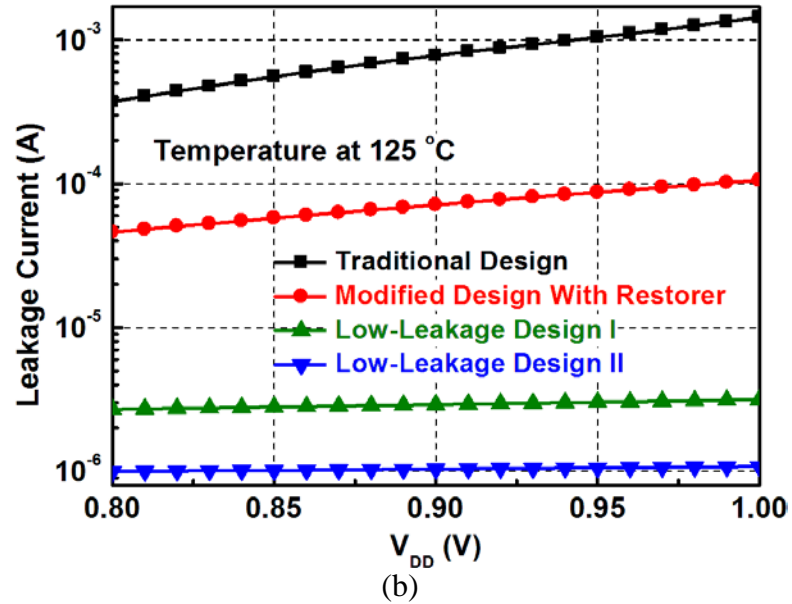 10^-3
10^-4
10^-5
10^-6
Leakage Current (A)
Temperature at 125 °C
Traditional Design
Modified Design With Restorer
Low-Leakage Design I
Low-Leakage Design II
0.80 0.85 0.90 0.95 1.00
V_DD (V)
(b)